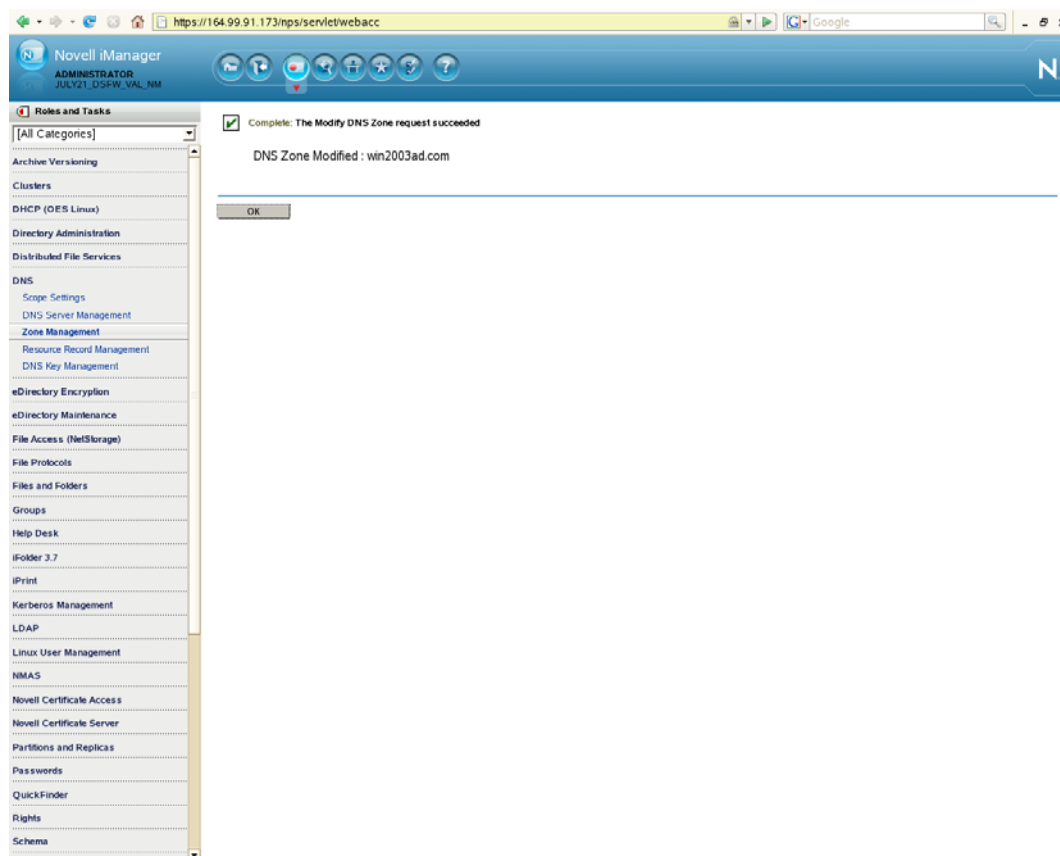 https://164.99.91.173/nps/servlet/webacc
Google
Novell iManager
ADMINISTRATOR
JULY21_DSFW_VAL_NM
N
Roles and Tasks
[All Categories]
Complete: The Modify DNS Zone request succeeded
DNS Zone Modified : win2003ad.com
OK
Archive Versioning
Clusters
DHCP (OES Linux)
Directory Administration
Distributed File Services
DNS
Scope Settings
DNS Server Management
Zone Management
Resource Record Management
DNS Key Management
eDirectory Encryption
eDirectory Maintenance
File Access (NetStorage)
File Protocols
Files and Folders
Groups
Help Desk
iFolder 3.7
iPrint
Kerberos Management
LDAP
Linux User Management
NMAS
Novell Certificate Access
Novell Certificate Server
Partitions and Replicas
Passwords
QuickFinder
Rights
Schema